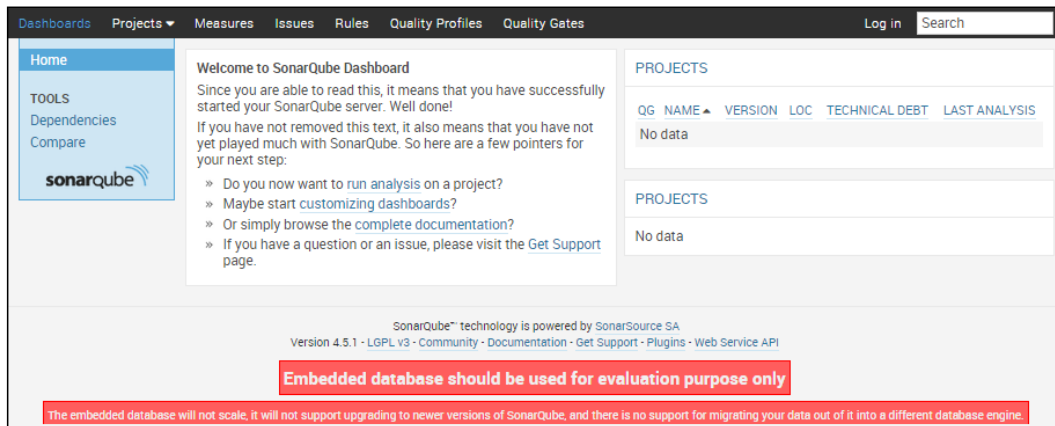 Dashboards Projects Measures Issues Rules Quality Profiles Quality Gates Log in Search
Home
TOOLS
Dependencies
Compare
sonarqube
Welcome to SonarQube Dashboard
Since you are able to read this, it means that you have successfully
started your SonarQube server. Well done!
If you have not removed this text, it also means that you have not
yet played much with SonarQube. So here are a few pointers for
your next step:
» Do you now want to run analysis on a project?
» Maybe start customizing dashboards?
» Or simply browse the complete documentation?
» If you have a question or an issue, please visit the Get Support
page.
PROJECTS
QG NAME VERSION LOC TECHNICAL DEBT LAST ANALYSIS
No data
PROJECTS
No data
SonarQube™ technology is powered by SonarSource SA
Version 4.5.1 - LGPL v3 - Community - Documentation - Get Support - Plugins - Web Service API
Embedded database should be used for evaluation purpose only
The embedded database will not scale, it will not support upgrading to newer versions of SonarQube, and there is no support for migrating your data out of it into a different database engine.